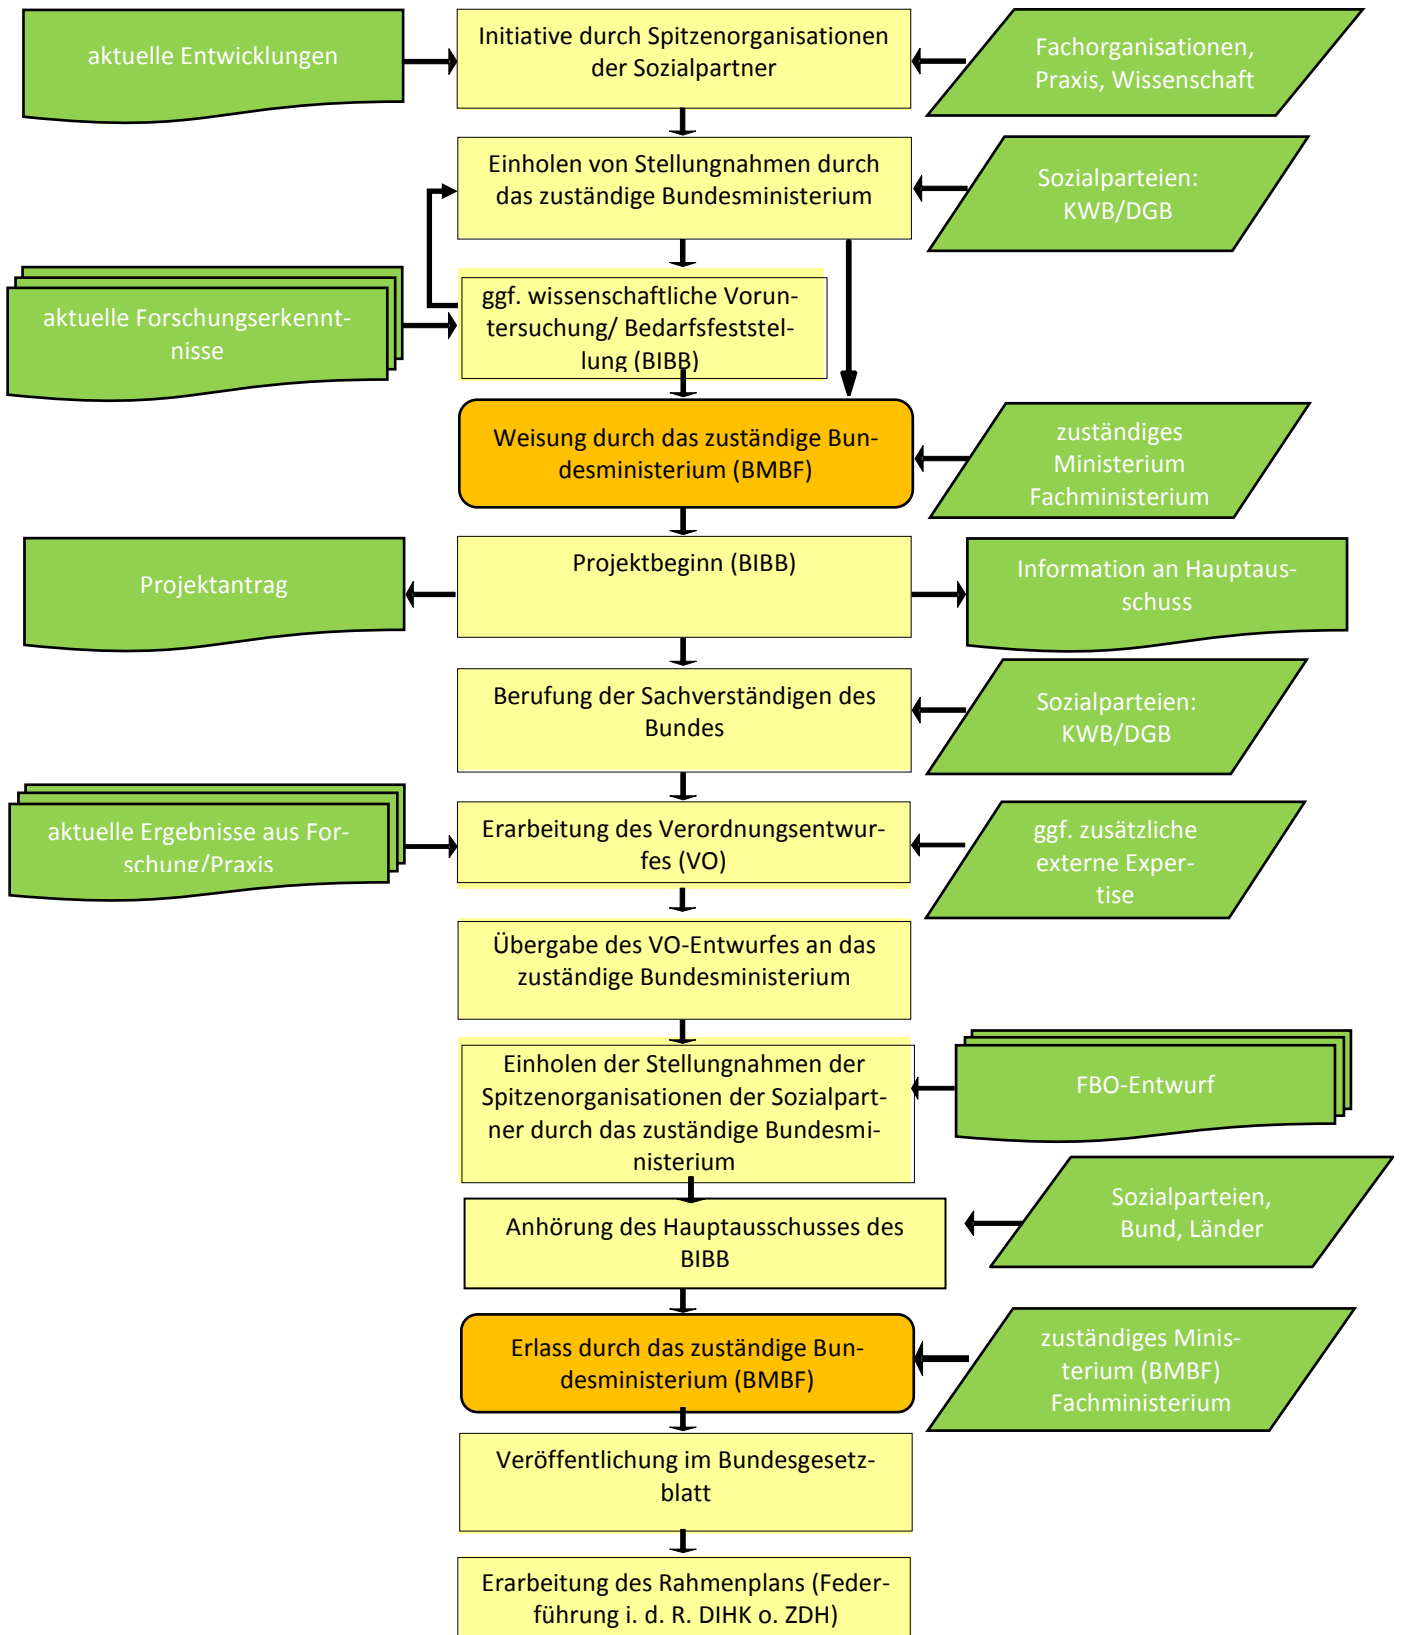 aktuelle Entwicklungen
Initiative durch Spitzenorganisationen
der Sozialpartner
Fachorganisationen,
Praxis, Wissenschaft
Einholen von Stellungnahmen durch
das zuständige Bundesministerium
Sozialparteien:
KWB/DGB
aktuelle Forschungserkennt-
nisse
ggf. wissenschaftliche Vorun-
tersuchung/ Bedarfsfeststel-
lung (BIBB)
Weisung durch das zuständige Bun-
desministerium (BMBF)
zuständiges
Ministerium
Fachministerium
Projektantrag
Projektbeginn (BIBB)
Information an Hauptaus-
schuss
Berufung der Sachverständigen des
Bundes
Sozialparteien:
KWB/DGB
aktuelle Ergebnisse aus For-
schung/Praxis
Erarbeitung des Verordnungsentwur-
fes (VO)
ggf. zusätzliche
externe Exper-
tise
Übergabe des VO-Entwurfes an das
zuständige Bundesministerium
Einholen der Stellungnahmen der
Spitzenorganisationen der Sozialpart-
ner durch das zuständige Bundesmi-
nisterium
FBO-Entwurf
Anhörung des Hauptausschusses des
BIBB
Sozialparteien,
Bund, Länder
Erlass durch das zuständige Bun-
desministerium (BMBF)
zuständiges Minis-
terium (BMBF)
Fachministerium
Veröffentlichung im Bundesgesetz-
blatt
Erarbeitung des Rahmenplans (Feder-
führung i. d. R. DIHK o. ZDH)